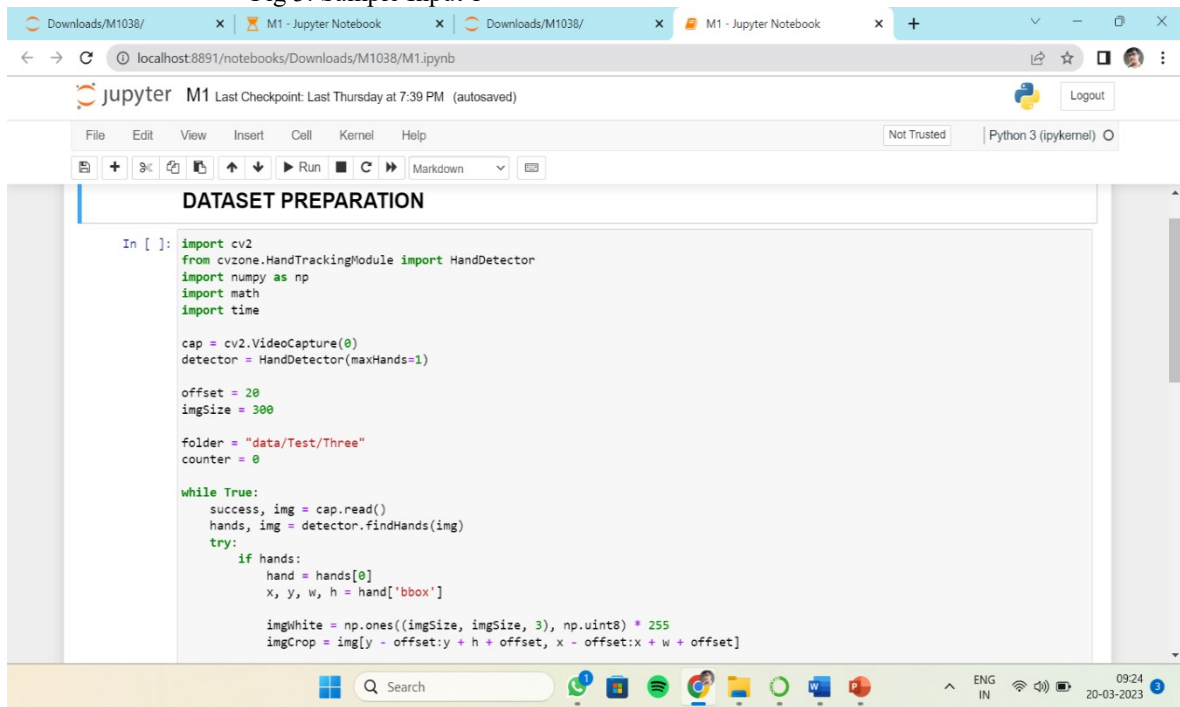 Fig 5: Sample Input 1
Downloads/M1038/ M1 - Jupyter Notebook Downloads/M1038/ M1 - Jupyter Notebook
localhost:8891/notebooks/Downloads/M1038/M1.ipynb
jupyter M1 Last Checkpoint: Last Thursday at 7:39 PM (autosaved) Logout
File Edit View Insert Cell Kernel Help Not Trusted Python 3 (ipykernel)
Run Markdown
DATASET PREPARATION
In [ ]: import cv2
from cvzone.HandTrackingModule import HandDetector
import numpy as np
import math
import time
cap = cv2.VideoCapture(0)
detector = HandDetector(maxHands=1)
offset = 20
imgSize = 300
folder = "data/Test/Three"
counter = 0
while True:
success, img = cap.read()
hands, img = detector.findHands(img)
try:
if hands:
hand = hands[0]
x, y, w, h = hand['bbox']
imgWhite = np.ones((imgSize, imgSize, 3), np.uint8) * 255
imgCrop = img[y - offset:y + h + offset, x - offset:x + w + offset]
Search ENG 09:24
IN 20-03-2023 3